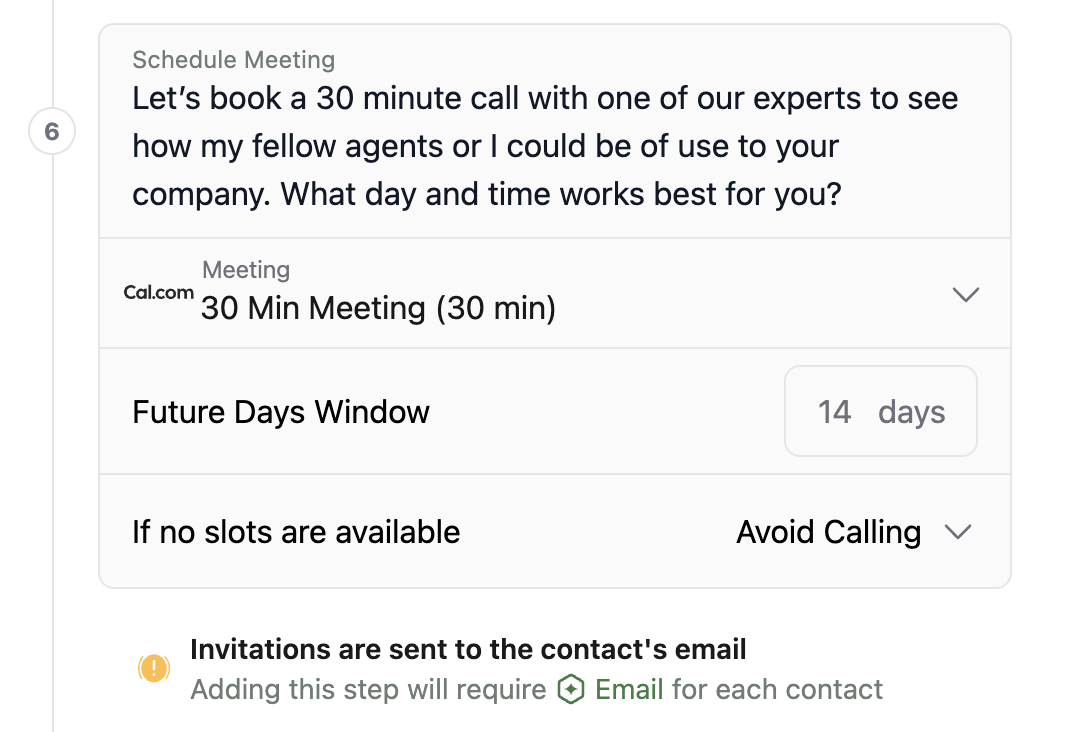 Schedule Meeting
Let's book a 30 minute call with one of our experts to see
6
how my fellow agents or I could be of use to your
company. What day and time works best for you?
Meeting
Cal.com
30 Min Meeting (30 min)
Future Days Window
14 days
If no slots are available
Avoid Calling
Invitations are sent to the contact's email
Adding this step will require Email for each contact